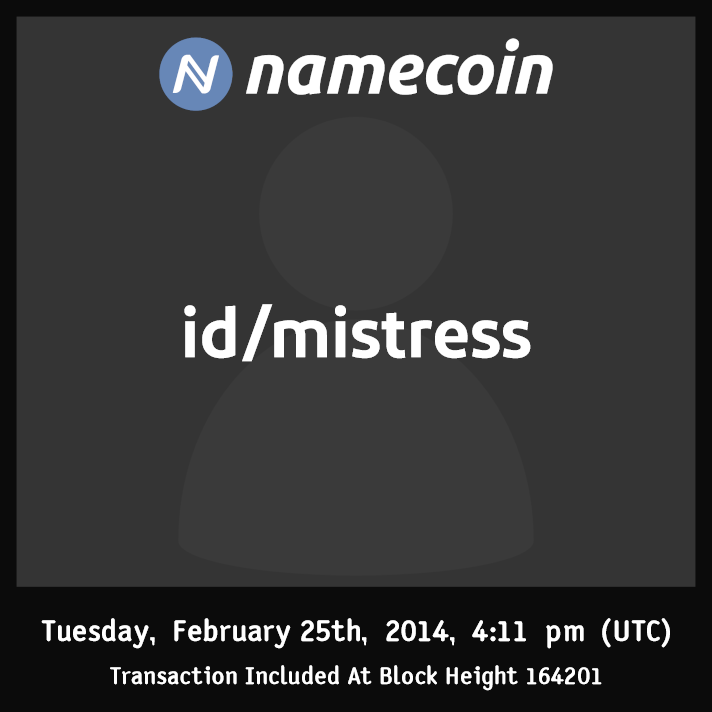 namecoin
id/mistress
Tuesday, February 25th, 2014, 4:11 pm (UTC)
Transaction Included At Block Height 164201